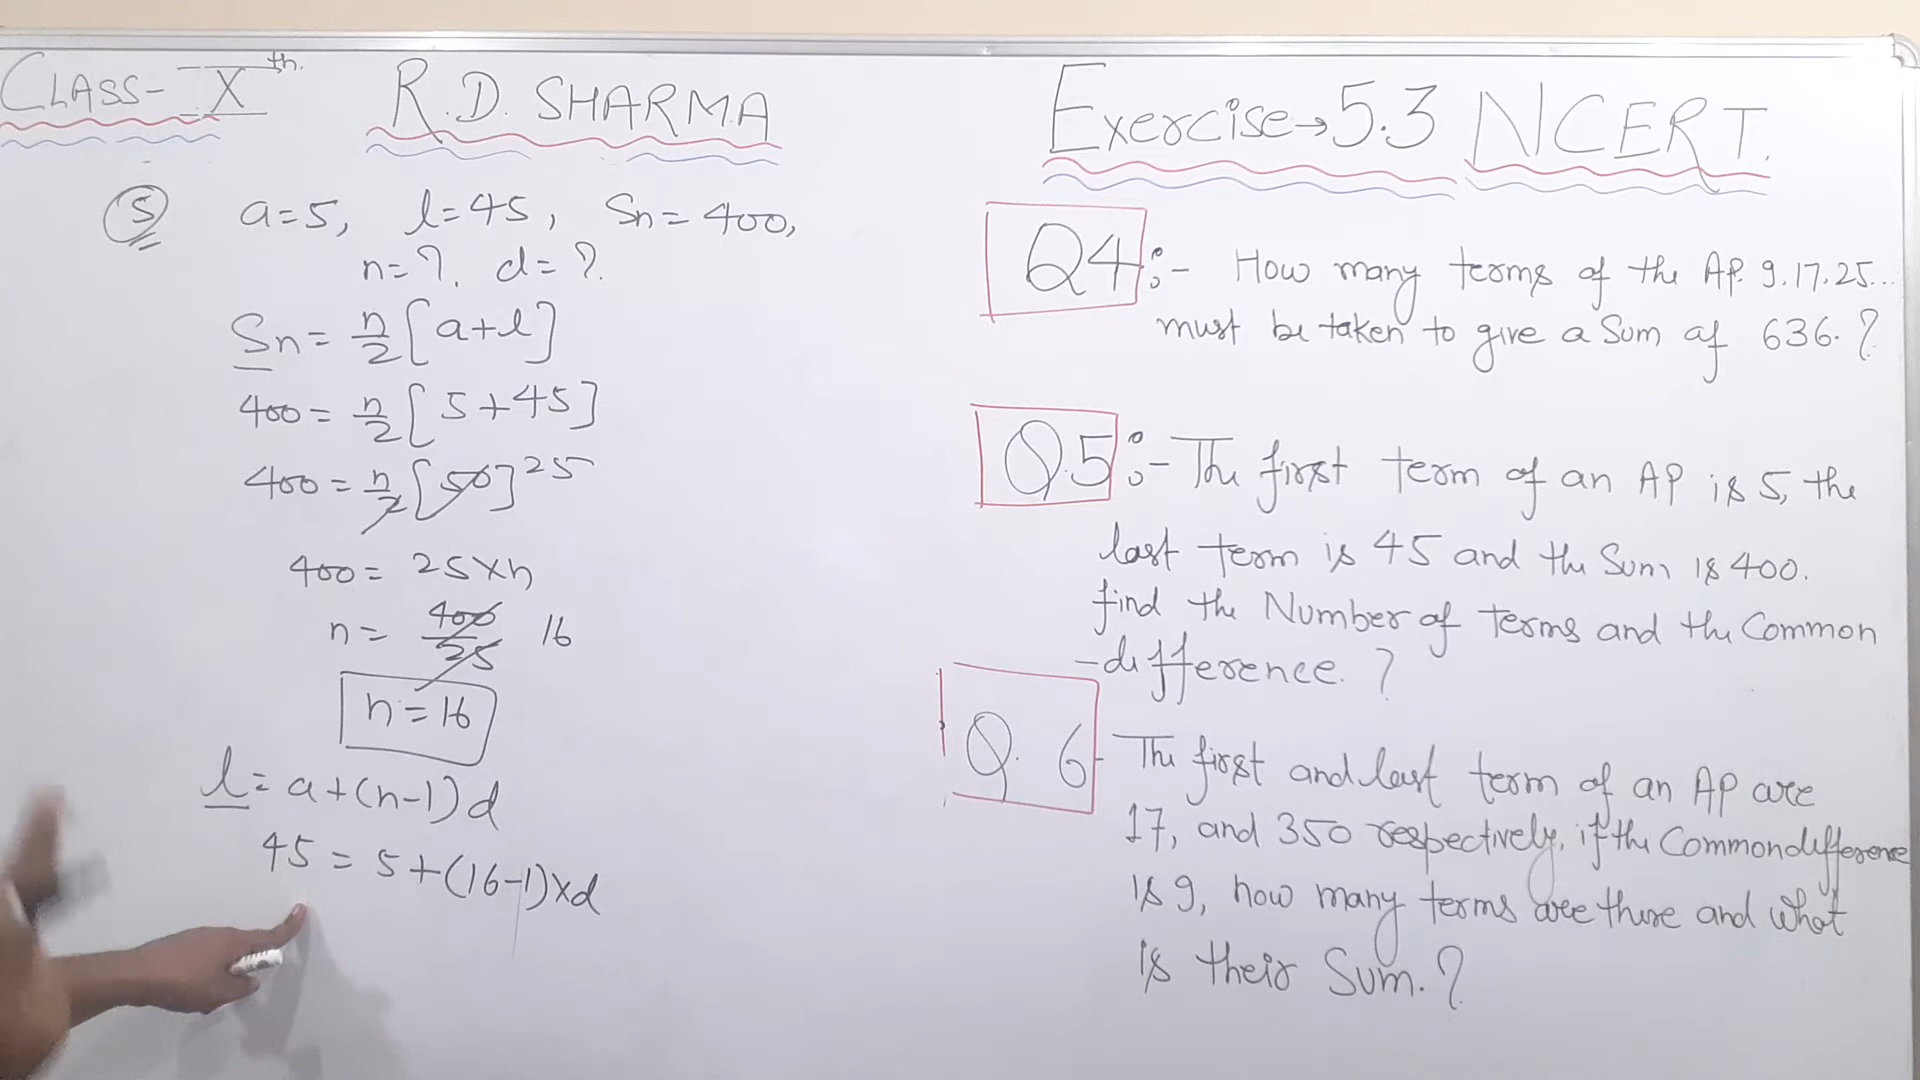 CLASS- Xth. R.D. SHARMA Exercise→5.3 NCERT.
5 a=5, l=45, Sn=400,
n=?. d=?.
Sn= n/2 [a+l]
400= n/2 [5+45]
400= n/2 [50] 25
400= 25×n
n= 400/25 16
n=16
l= a+(n-1)d
45 = 5+(16-1)×d
Q4:- How many terms of the AP. 9.17.25...
must be taken to give a Sum of 636. ?
Q.5:- The first term of an AP is 5, the
last term is 45 and the Sum is 400.
find the Number of terms and the Common
-difference. ?
Q. 6- The first and last term of an AP are
17, and 350 respectively, if the Common difference
is 9, how many terms are there and what
is their Sum. ?